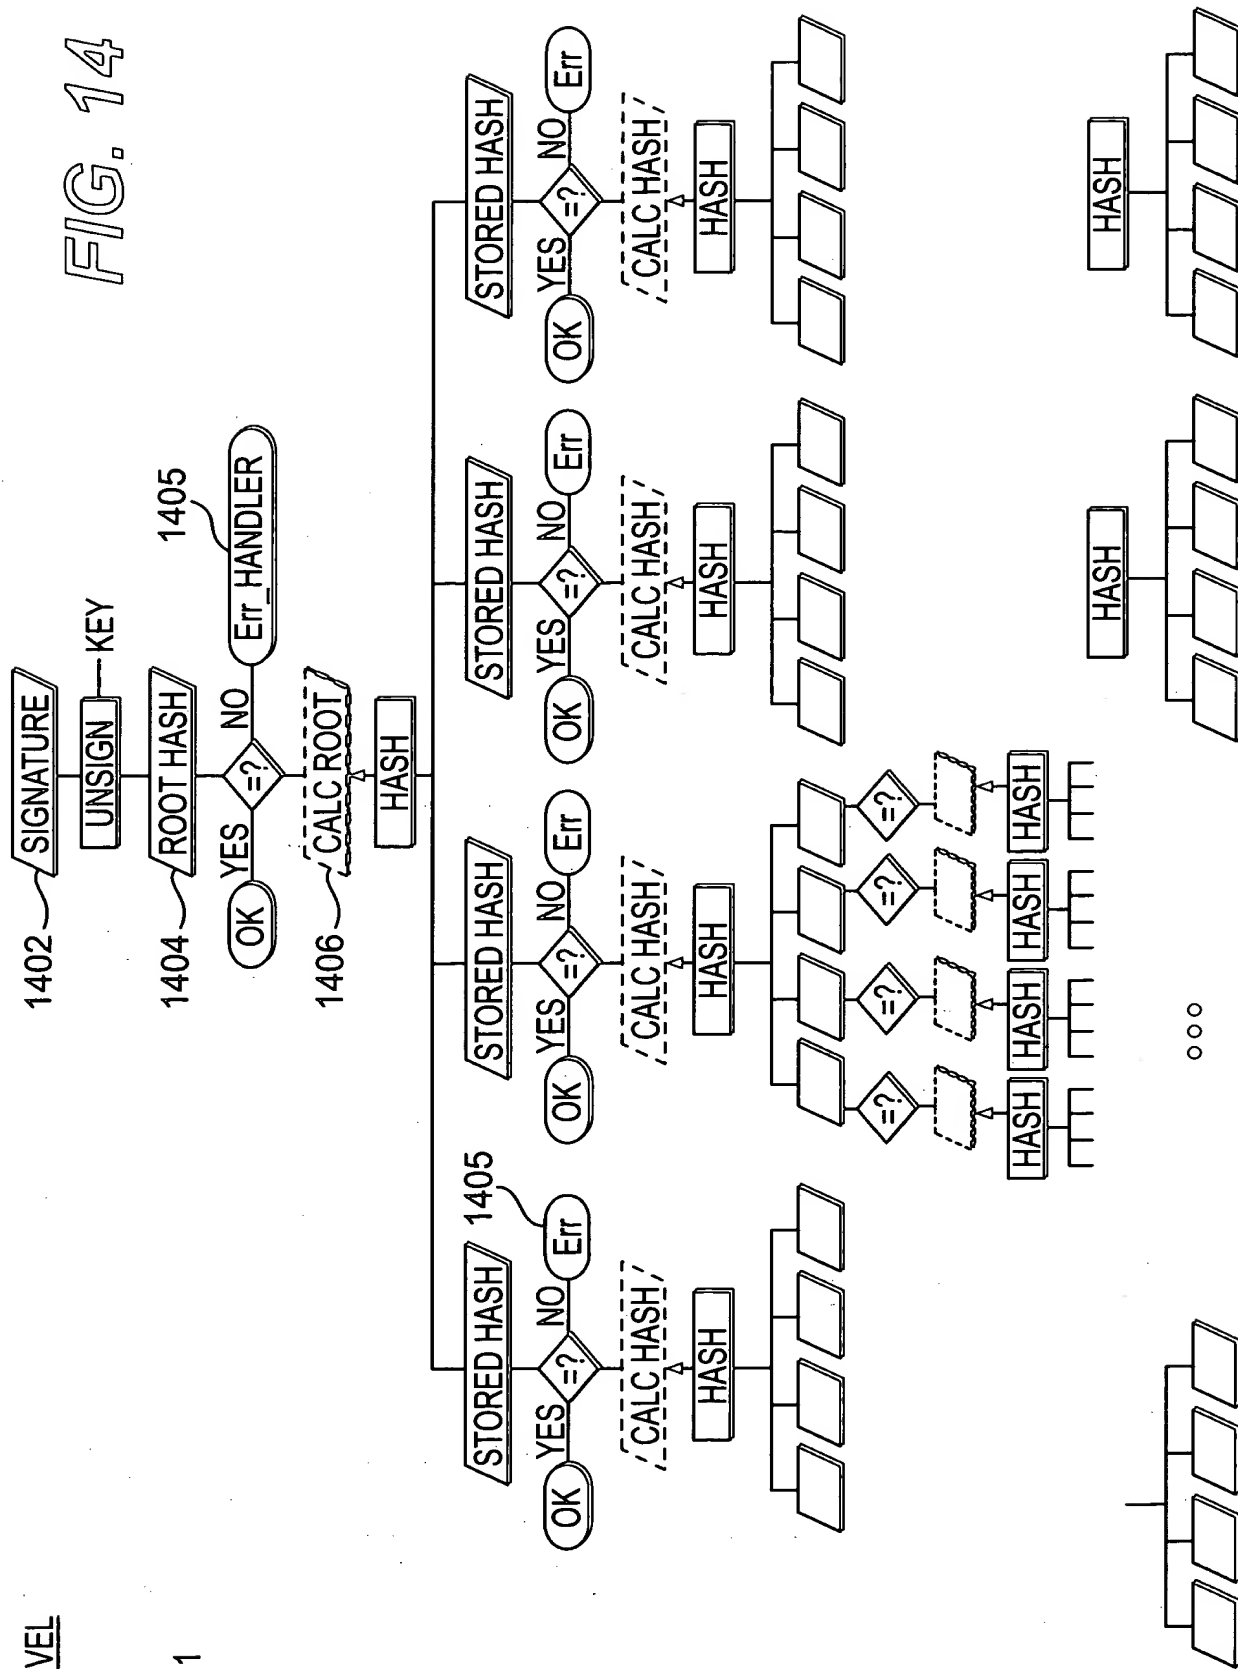 VEL
1402
SIGNATURE
FIG. 14
UNSIGN
KEY
1
1404
ROOT HASH
1405
YES
NO
OK
=?
Err_HANDLER
1406
CALC ROOT
HASH
STORED HASH
1405
STORED HASH
STORED HASH
STORED HASH
YES
NO
YES
NO
YES
NO
YES
NO
OK
=?
Err
OK
=?
Err
OK
=?
Err
OK
=?
Err
CALC HASH
CALC HASH
CALC HASH
CALC HASH
HASH
HASH
HASH
HASH
=?
=?
=?
=?
HASH
HASH
HASH
HASH
HASH
HASH